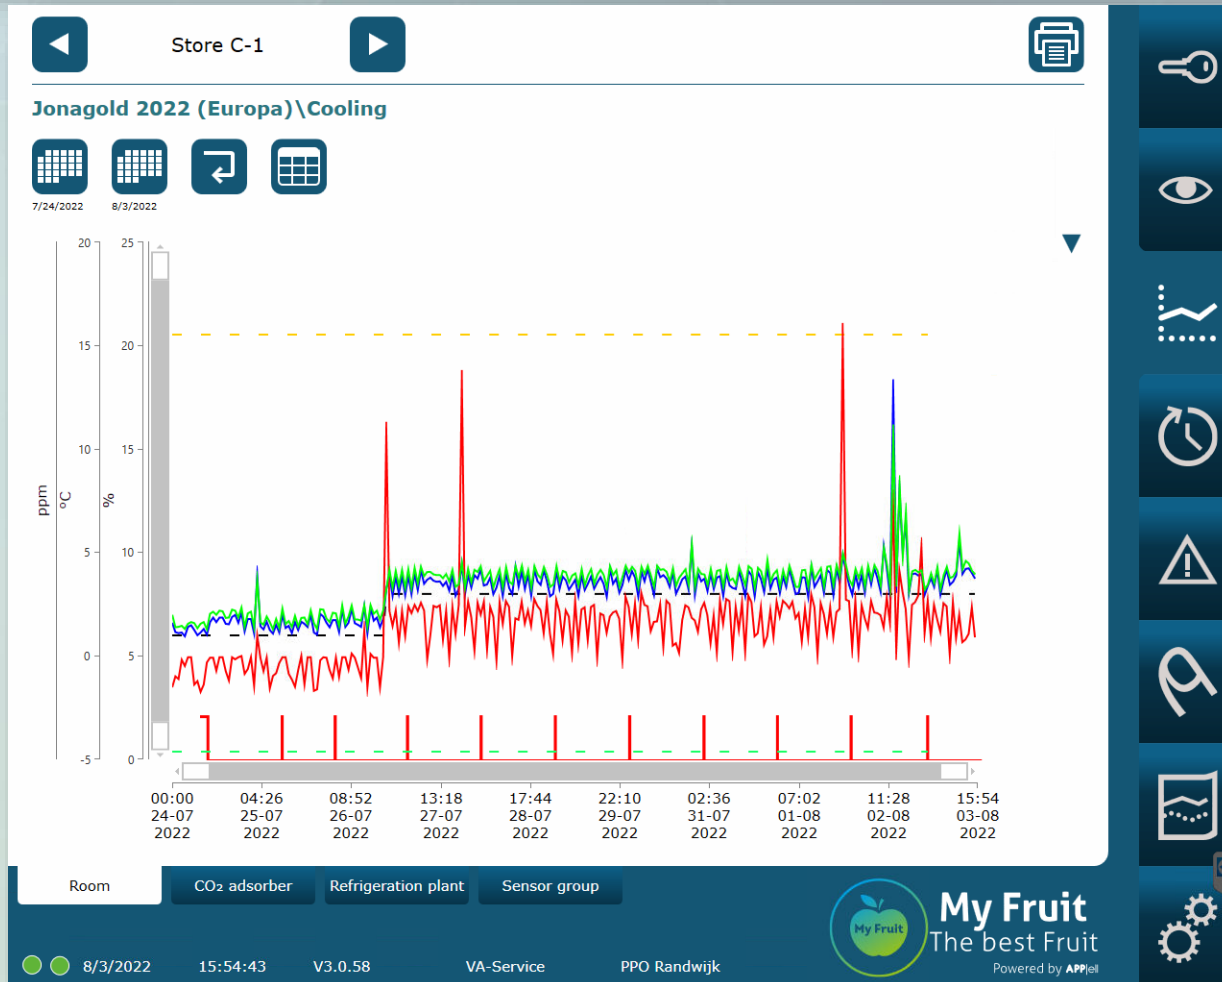 Store C-1
Jonagold 2022 (Europa)\Cooling
7/24/2022 8/3/2022
20 25
15 20
10 15
5 10
0 5
-5 0
ppm
°C
%
00:00 04:26 08:52 13:18 17:44 22:10 02:36 07:02 11:28 15:54
24-07 25-07 26-07 27-07 28-07 29-07 31-07 01-08 02-08 03-08
2022 2022 2022 2022 2022 2022 2022 2022 2022 2022
Room CO₂ adsorber Refrigeration plant Sensor group
My Fruit
My Fruit
The best Fruit
Powered by APP|ell
8/3/2022 15:54:43 V3.0.58 VA-Service PPO Randwijk